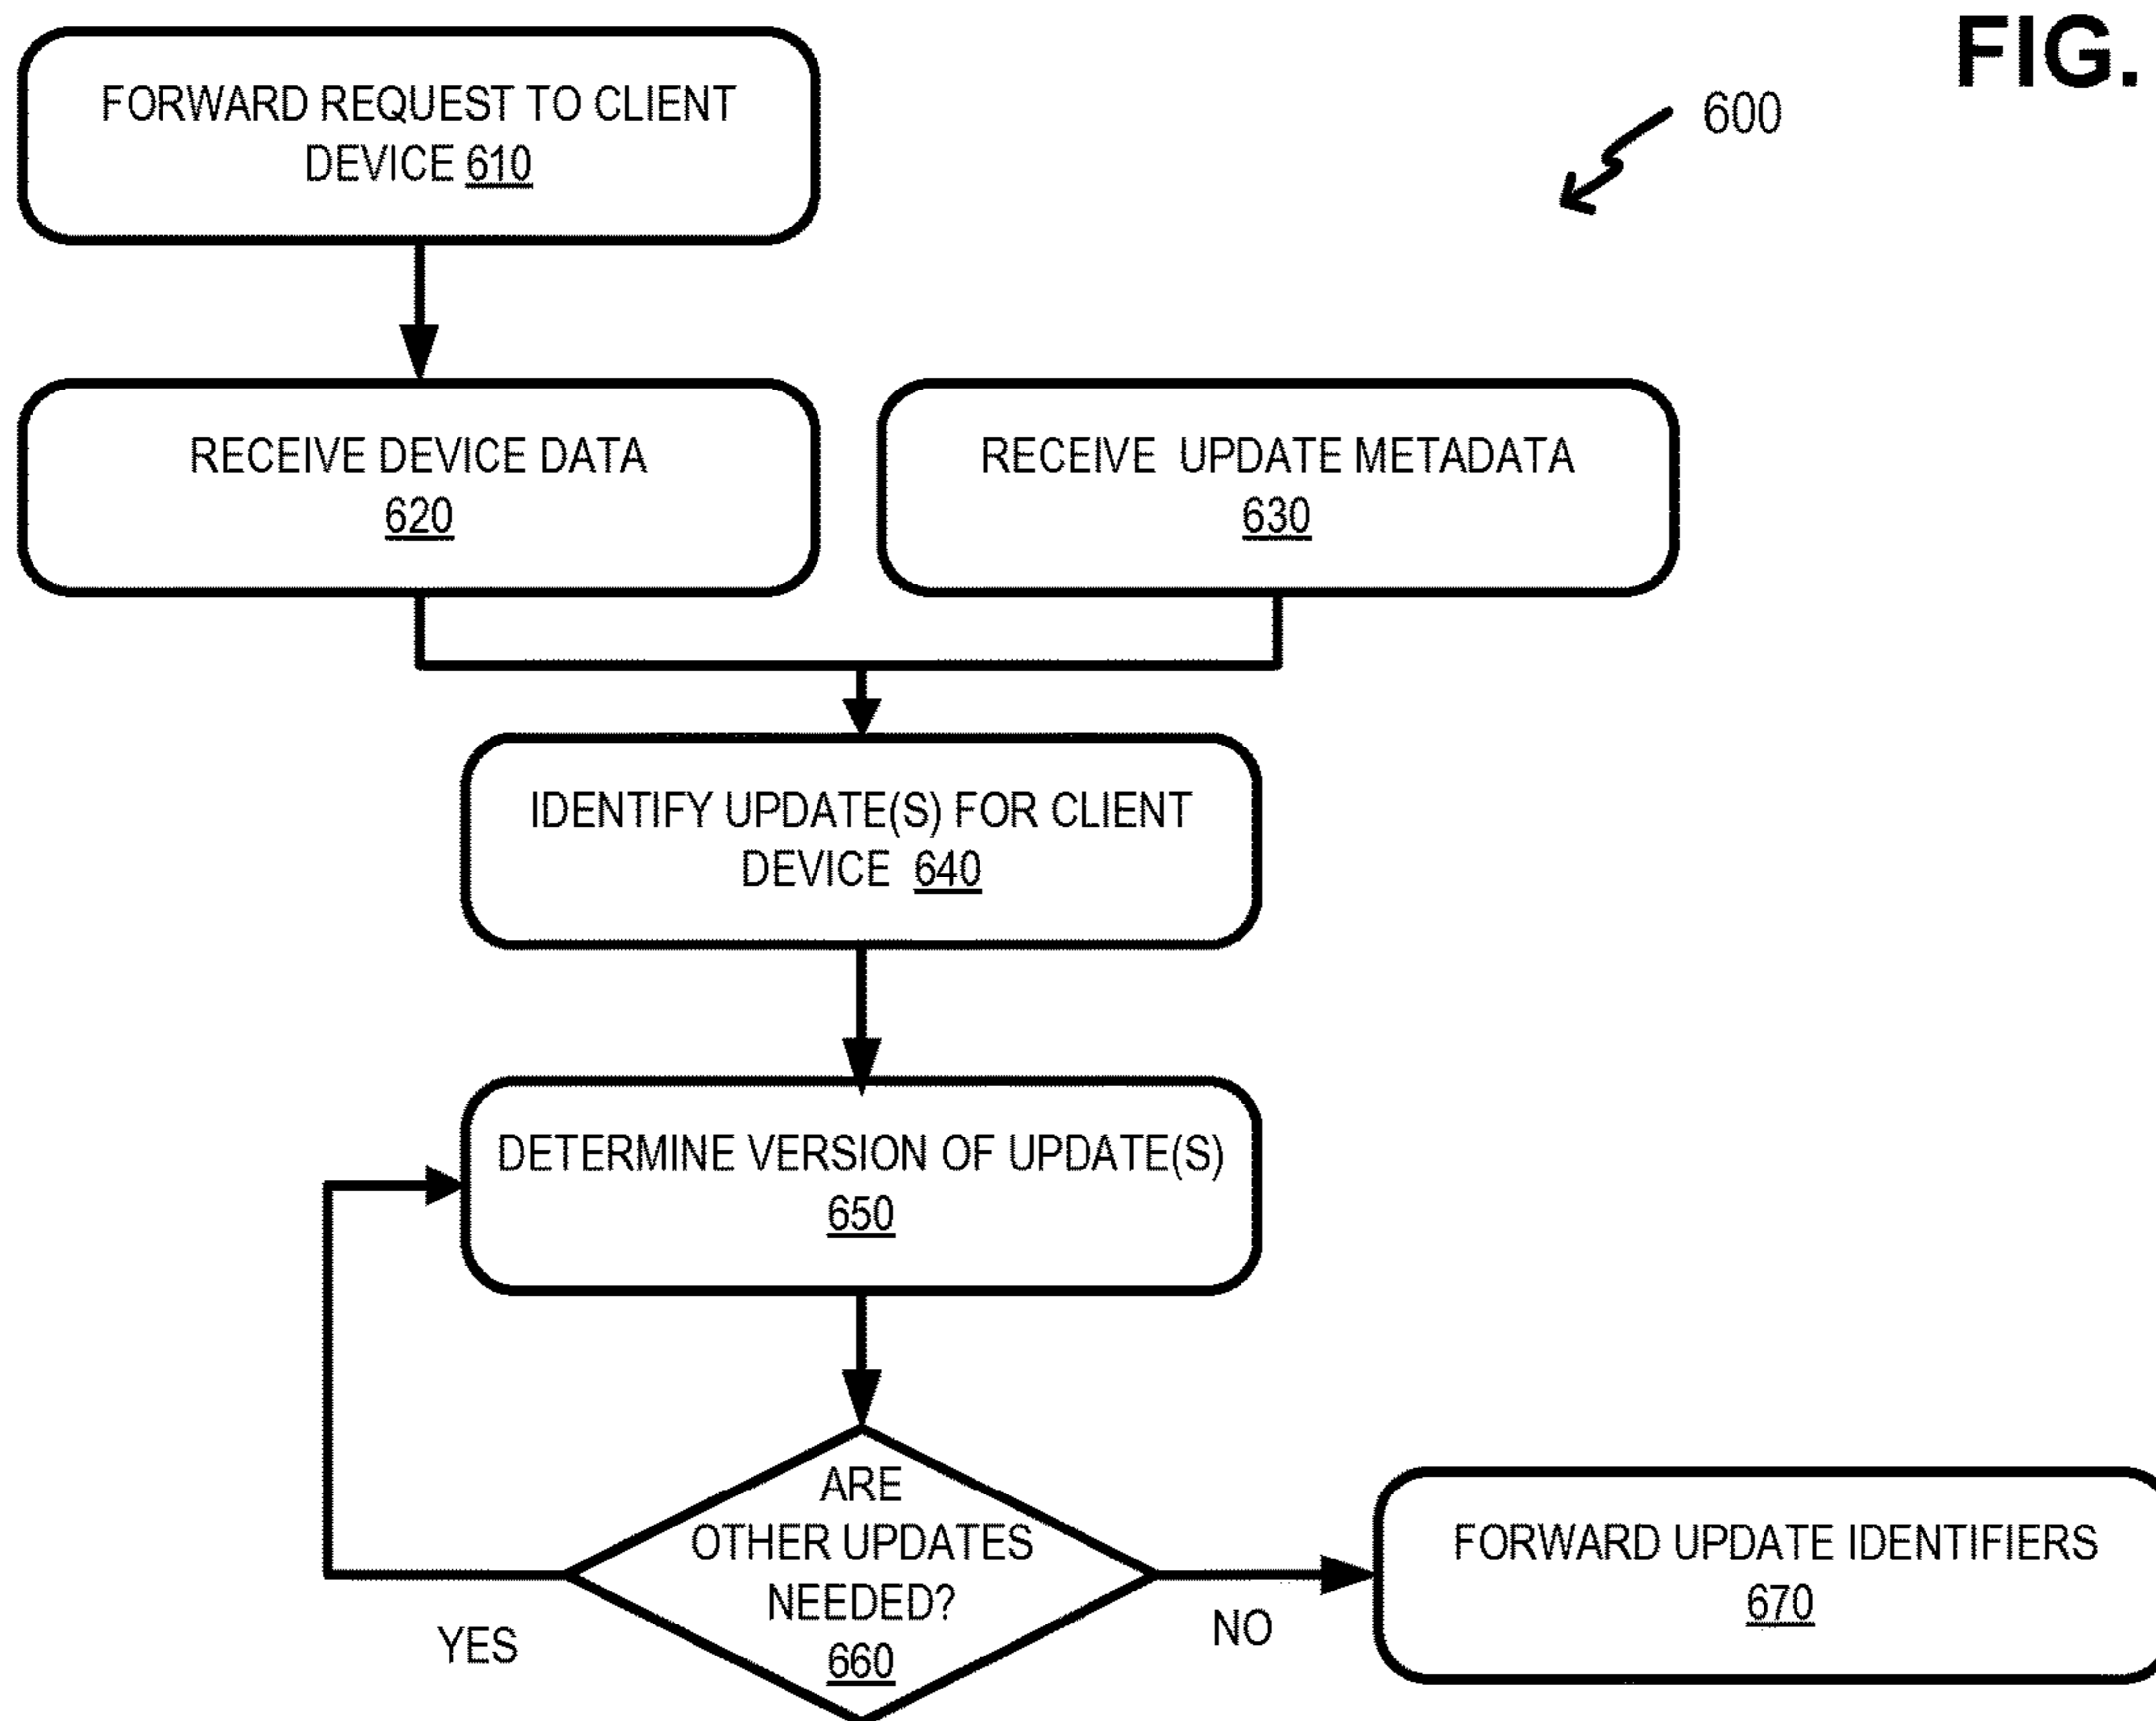 FIG.
600
FORWARD REQUEST TO CLIENT
DEVICE 610
RECEIVE DEVICE DATA
620
RECEIVE UPDATE METADATA
630
IDENTIFY UPDATE(S) FOR CLIENT
DEVICE 640
DETERMINE VERSION OF UPDATE(S)
650
ARE
OTHER UPDATES
NEEDED?
660
YES
NO
FORWARD UPDATE IDENTIFIERS
670